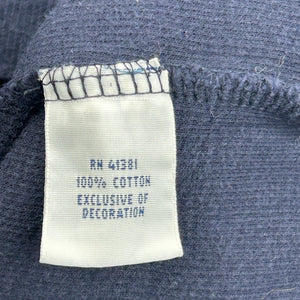 RN 41381
100% COTTON
EXCLUSIVE OF
DECORATION